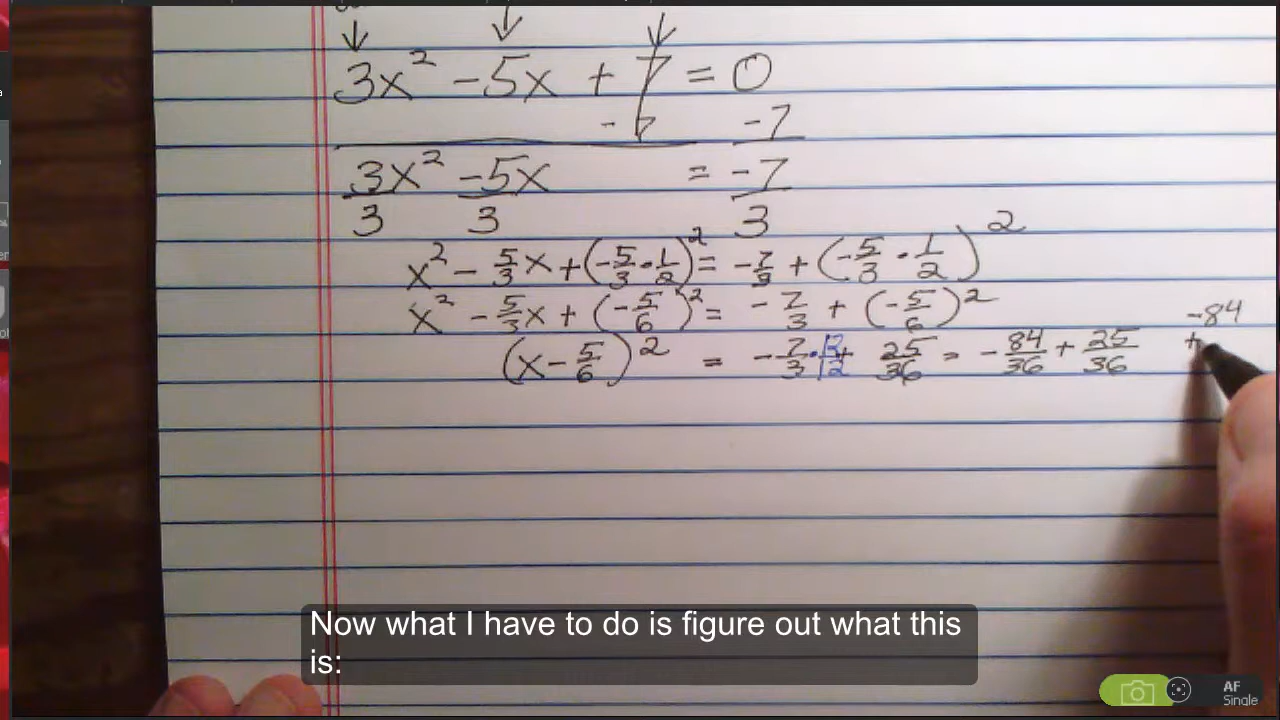 3x² - 5x + 7 = 0
- 7 -7
3x² - 5x = -7
3 3 3
x² - 5/3 x + (-5/3 · 1/2)² = -7/3 + (-5/3 · 1/2)²
x² - 5/3 x + (-5/6)² = -7/3 + (-5/6)²
-84
(x - 5/6)² = -7/3 · 12/12 + 25/36 = -84/36 + 25/36
+
Now what I have to do is figure out what this
is:
AF
Single